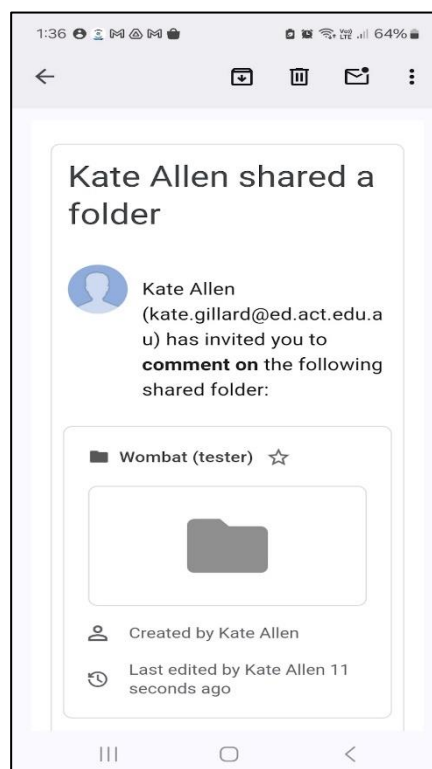 1:36
Vo))
LTE
64%
Kate Allen shared a
folder
Kate Allen
(kate.gillard@ed.act.edu.a
u) has invited you to
comment on the following
shared folder:
Wombat (tester)
Created by Kate Allen
Last edited by Kate Allen 11
seconds ago